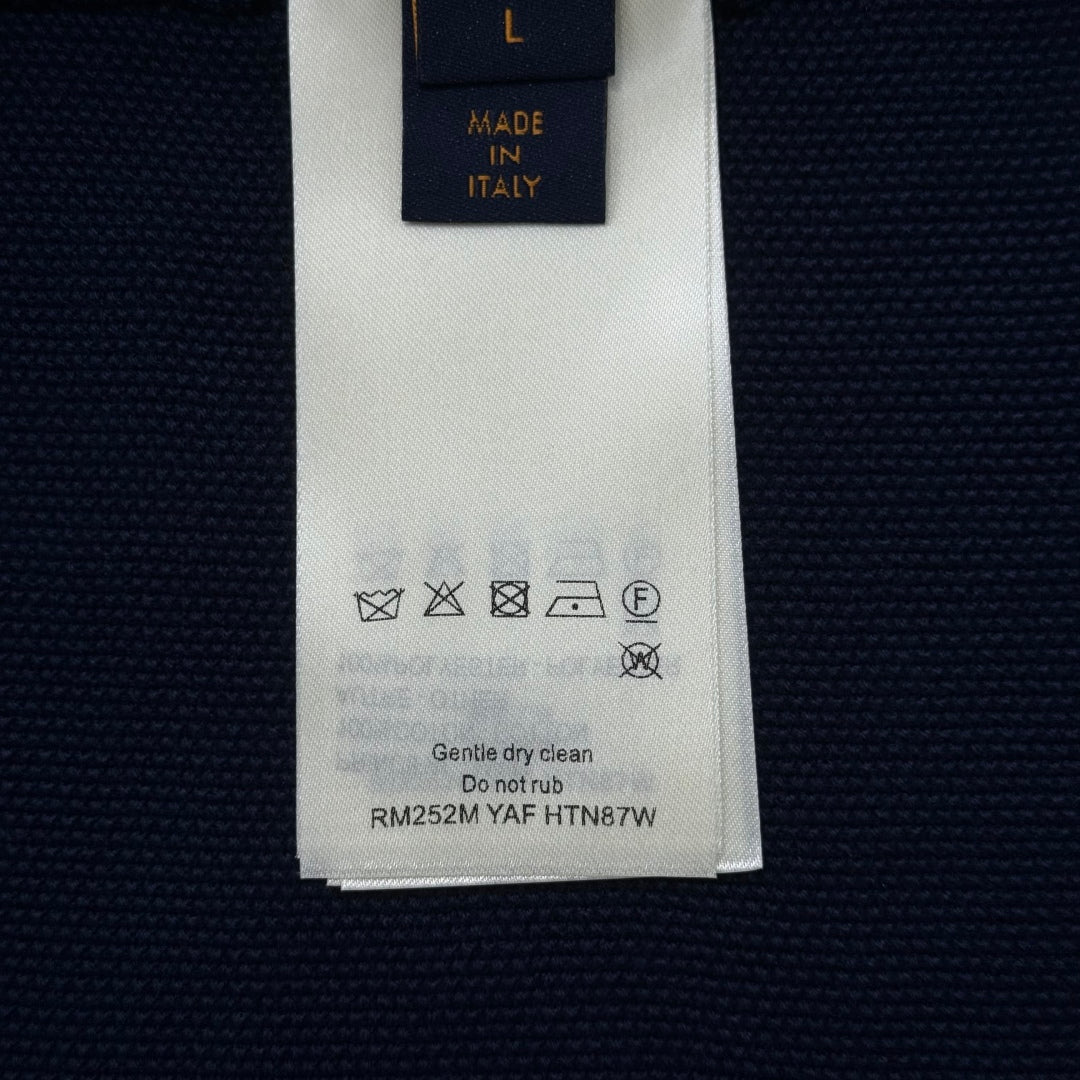 L
MADE
IN
ITALY
F
W
Gentle dry clean
Do not rub
RM252M YAF HTN87W